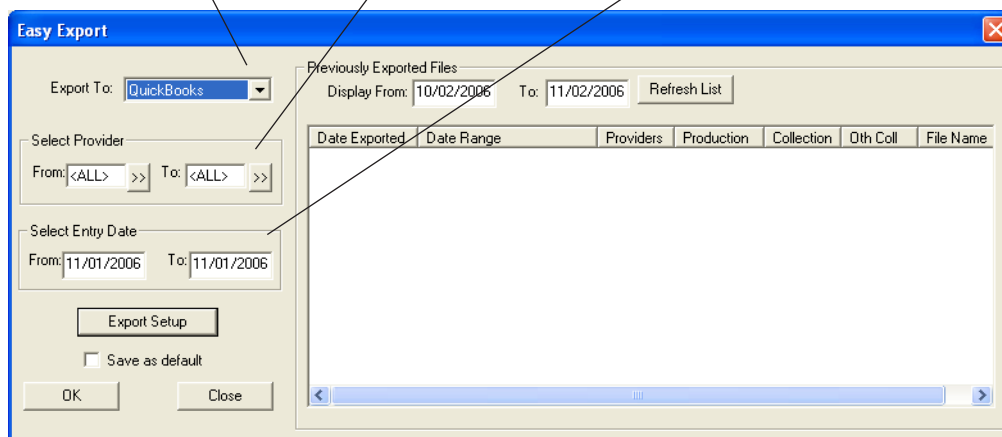 Easy Export
Export To: QuickBooks
Select Provider
From: <ALL> >> To: <ALL> >>
Select Entry Date
From: 11/01/2006 To: 11/01/2006
Export Setup
Save as default
OK Close
Previously Exported Files
Display From: 10/02/2006 To: 11/02/2006 Refresh List
Date Exported Date Range Providers Production Collection Oth Coll File Name